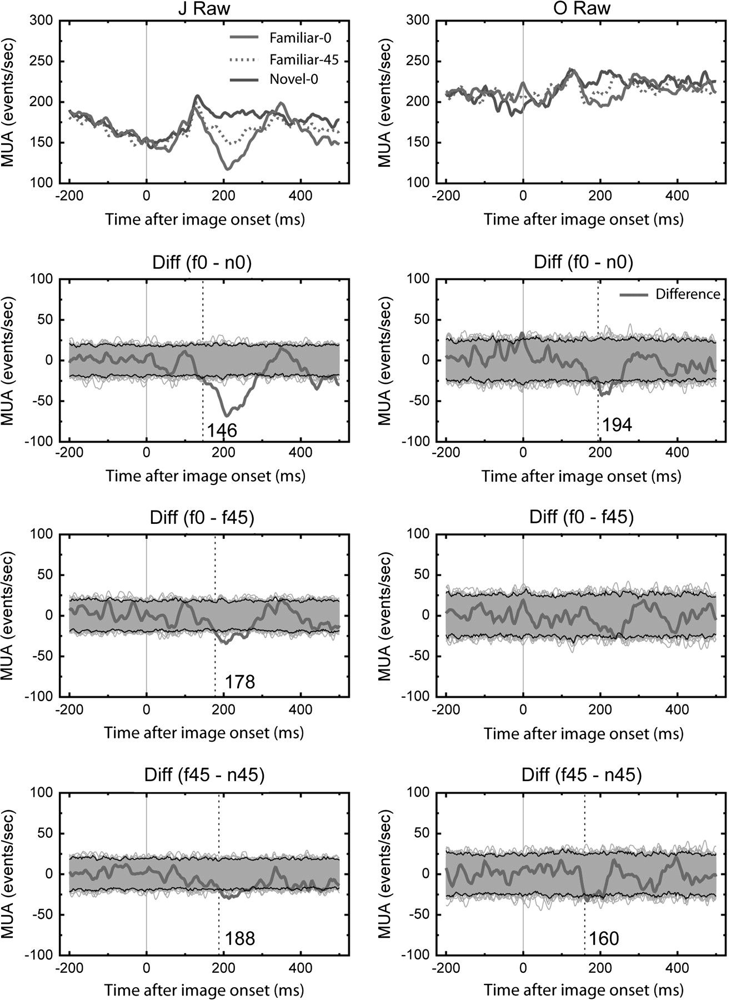 J Raw
O Raw
300
250
200
150
100
MUA (events/sec)
Familiar-0
Familiar-45
Novel-0
-200 0 200 400
Time after image onset (ms)
300
250
200
150
100
MUA (events/sec)
-200 0 200 400
Time after image onset (ms)
Diff (f0 - n0)
100
50
0
-50
-100
MUA (events/sec)
146
-200 0 200 400
Time after image onset (ms)
Diff (f0 - n0)
100
50
0
-50
-100
MUA (events/sec)
Difference
194
-200 0 200 400
Time after image onset (ms)
Diff (f0 - f45)
100
50
0
-50
-100
MUA (events/sec)
178
-200 0 200 400
Time after image onset (ms)
Diff (f0 - f45)
100
50
0
-50
-100
MUA (events/sec)
-200 0 200 400
Time after image onset (ms)
Diff (f45 - n45)
100
50
0
-50
-100
MUA (events/sec)
188
-200 0 200 400
Time after image onset (ms)
Diff (f45 - n45)
100
50
0
-50
-100
MUA (events/sec)
160
-200 0 200 400
Time after image onset (ms)